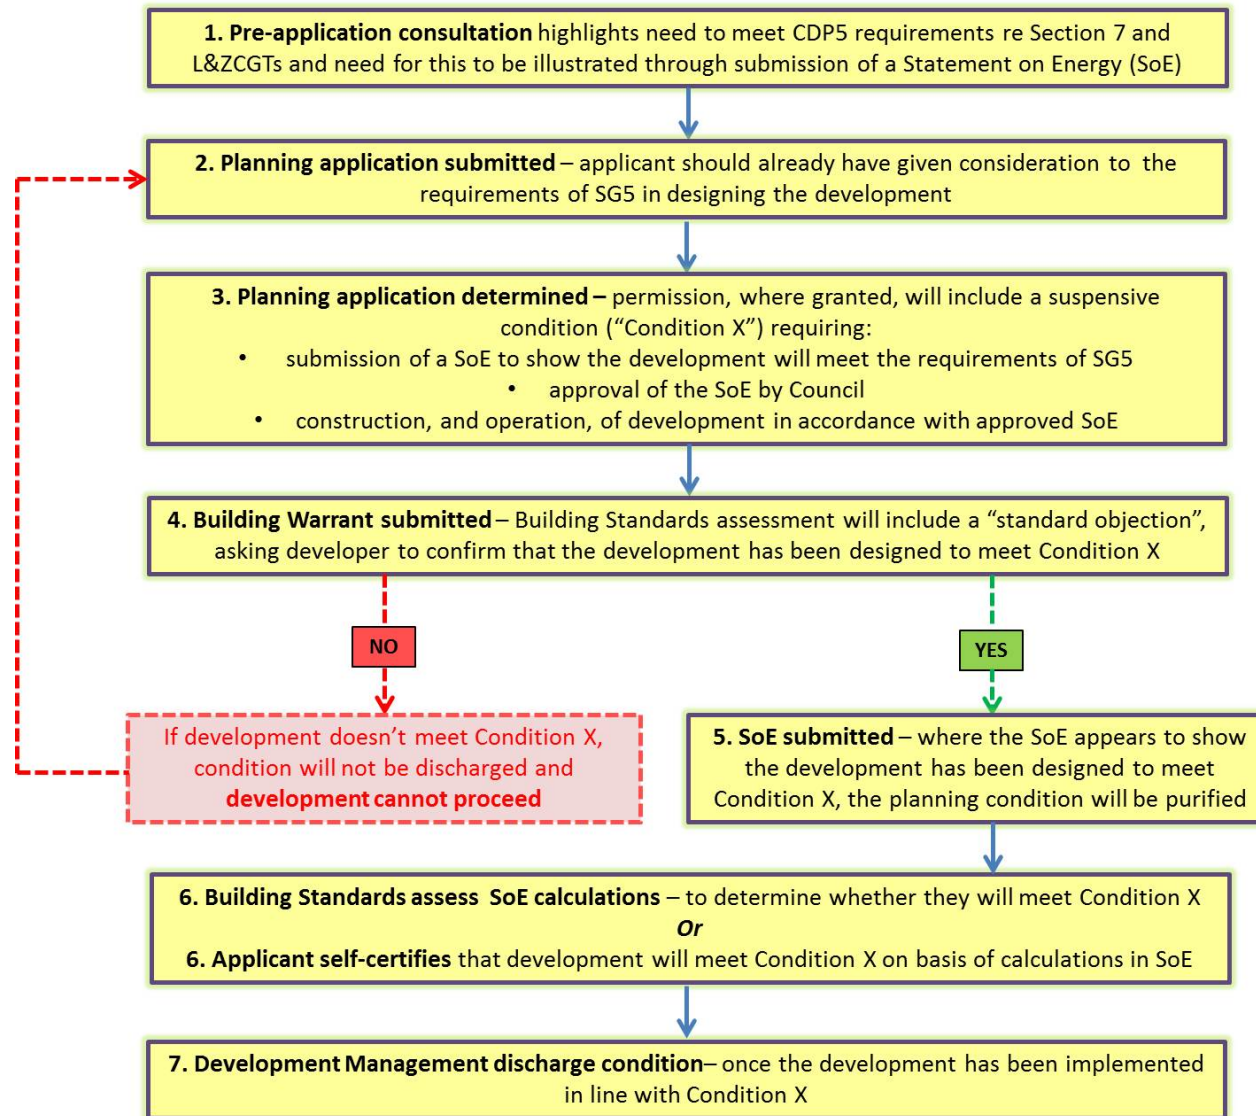 1. Pre-application consultation highlights need to meet CDP5 requirements re Section 7 and
L&ZCGTs and need for this to be illustrated through submission of a Statement on Energy (SoE)
2. Planning application submitted – applicant should already have given consideration to the
requirements of SG5 in designing the development
3. Planning application determined – permission, where granted, will include a suspensive
condition (“Condition X”) requiring:
• submission of a SoE to show the development will meet the requirements of SG5
• approval of the SoE by Council
• construction, and operation, of development in accordance with approved SoE
4. Building Warrant submitted – Building Standards assessment will include a “standard objection”,
asking developer to confirm that the development has been designed to meet Condition X
NO
YES
If development doesn’t meet Condition X,
condition will not be discharged and
development cannot proceed
5. SoE submitted – where the SoE appears to show
the development has been designed to meet
Condition X, the planning condition will be purified
6. Building Standards assess SoE calculations – to determine whether they will meet Condition X
Or
6. Applicant self-certifies that development will meet Condition X on basis of calculations in SoE
7. Development Management discharge condition– once the development has been implemented
in line with Condition X